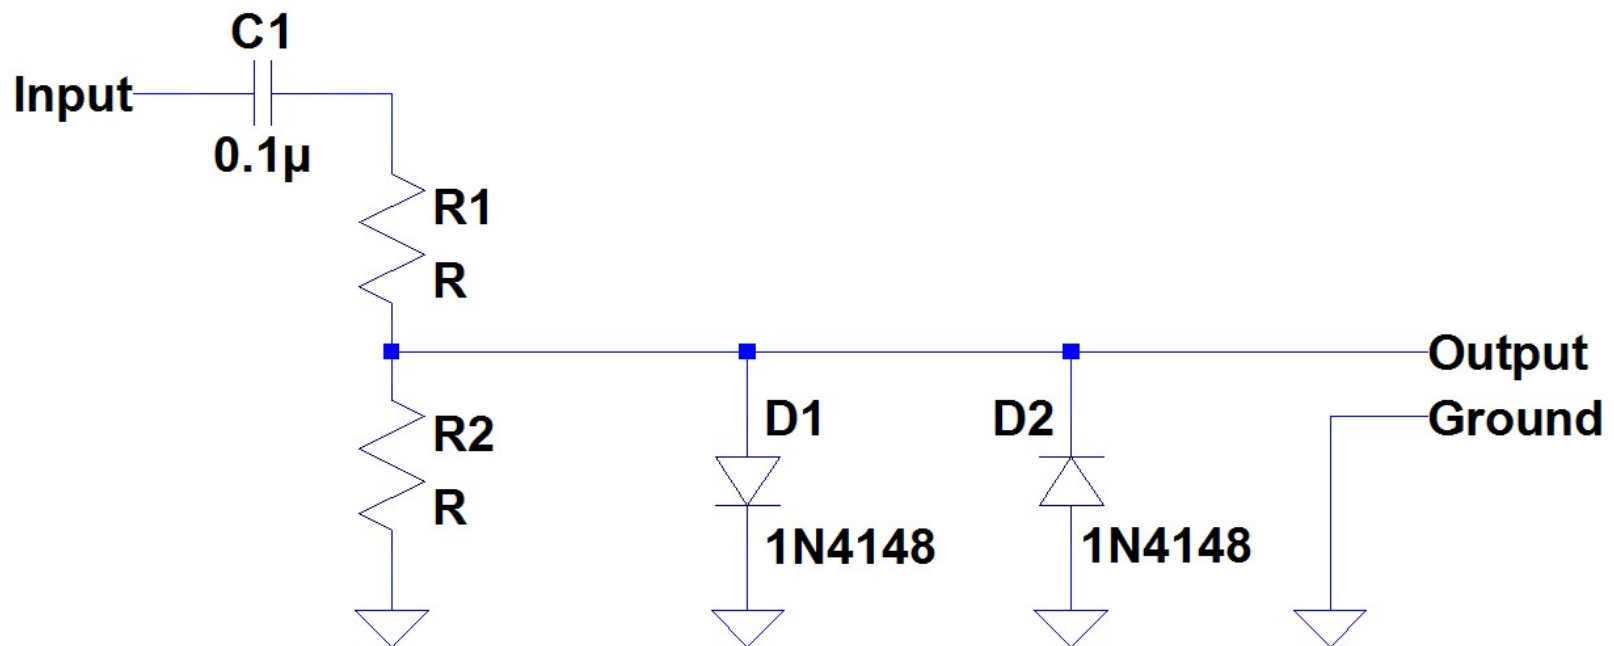 C1
Input
0.1µ
R1
R
Output
D1
D2
Ground
R2
R
1N4148
1N4148